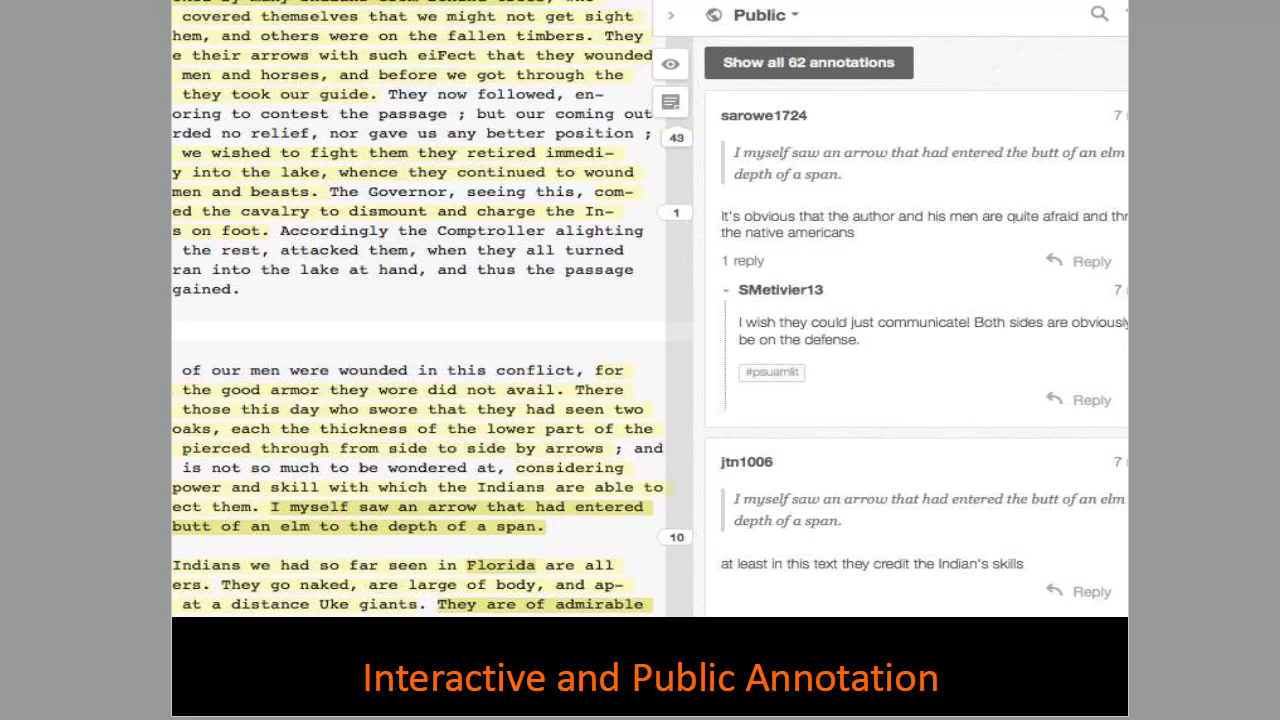 covered themselves that we might not get sight
hem, and others were on the fallen timbers. They
e their arrows with such eiFect that they wounded
men and horses, and before we got through the
they took our guide. They now followed, en-
oring to contest the passage ; but our coming out
rded no relief, nor gave us any better position ;
we wished to fight them they retired immedi-
y into the lake, whence they continued to wound
men and beasts. The Governor, seeing this, com-
ed the cavalry to dismount and charge the In-
s on foot. Accordingly the Comptroller alighting
the rest, attacked them, when they all turned
ran into the lake at hand, and thus the passage
gained.
of our men were wounded in this conflict, for
the good armor they wore did not avail. There
those this day who swore that they had seen two
oaks, each the thickness of the lower part of the
pierced through from side to side by arrows ; and
is not so much to be wondered at, considering
power and skill with which the Indians are able to
ect them. I myself saw an arrow that had entered
butt of an elm to the depth of a span.
Indians we had so far seen in Florida are all
ers. They go naked, are large of body, and ap-
at a distance Uke giants. They are of admirable
43
1
10
Public
Show all 62 annotations
sarowe1724 7
I myself saw an arrow that had entered the butt of an elm
depth of a span.
It's obvious that the author and his men are quite afraid and thr
the native americans
1 reply Reply
SMetivier13 7
I wish they could just communicate! Both sides are obviously
be on the defense.
#psuamlit
Reply
jtn1006 7
I myself saw an arrow that had entered the butt of an elm
depth of a span.
at least in this text they credit the Indian's skills
Reply
Interactive and Public Annotation